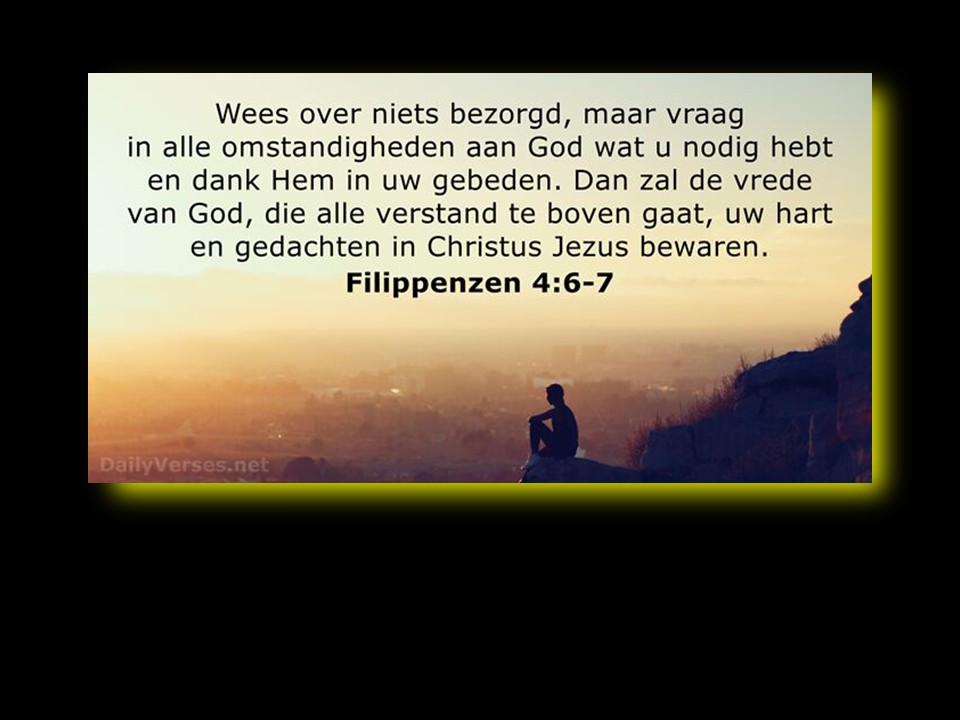 Wees over niets bezorgd, maar vraag
in alle omstandigheden aan God wat u nodig hebt
en dank Hem in uw gebeden. Dan zal de vrede
van God, die alle verstand te boven gaat, uw hart
en gedachten in Christus Jezus bewaren.
Filippenzen 4:6-7
DailyVerses.net